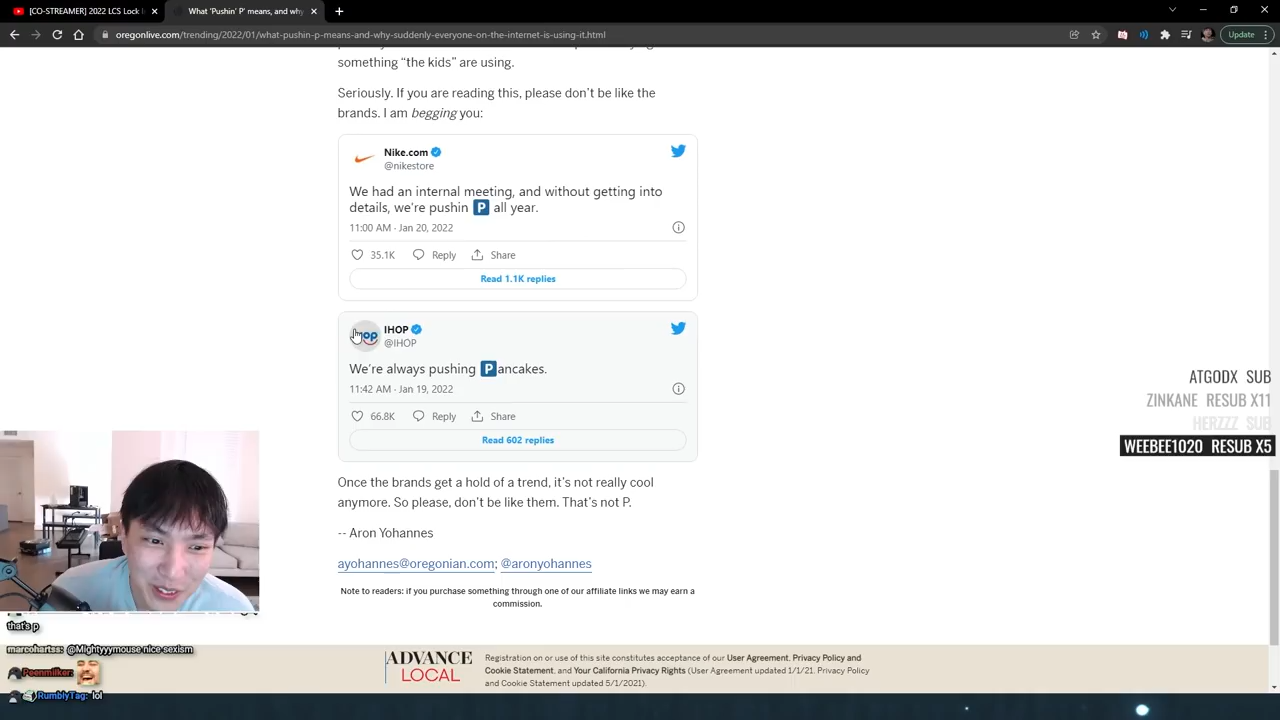 [CO-STREAMER] 2022 LCS Lock I
What 'Pushin' P' means, and why
oregonlive.com/trending/2022/01/what-pushin-p-means-and-why-suddenly-everyone-on-the-internet-is-using-it.html
Update
something “the kids” are using.
Seriously. If you are reading this, please don’t be like the
brands. I am begging you:
Nike.com
@nikestore
We had an internal meeting, and without getting into
details, we're pushin 🅿 all year.
11:00 AM · Jan 20, 2022
35.1K Reply Share
Read 1.1K replies
IHOP
@IHOP
We’re always pushing 🅿ancakes.
11:42 AM · Jan 19, 2022
66.8K Reply Share
Read 602 replies
Once the brands get a hold of a trend, it’s not really cool
anymore. So please, don’t be like them. That’s not P.
-- Aron Yohannes
ayohannes@oregonian.com; @aronyohannes
Note to readers: if you purchase something through one of our affiliate links we may earn a
commission.
ADVANCE
LOCAL
Registration on or use of this site constitutes acceptance of our User Agreement, Privacy Policy and
Cookie Statement, and Your California Privacy Rights (User Agreement updated 1/1/21. Privacy Policy
and Cookie Statement updated 5/1/2021).
ATGODX SUB
ZINKANE RESUB X11
HERZZZ SUB
WEEBEE1020 RESUB X5
that's p
marcohartss: @Mightyyymouse nice sexism
Peenmilker:
RumblyTag: lol